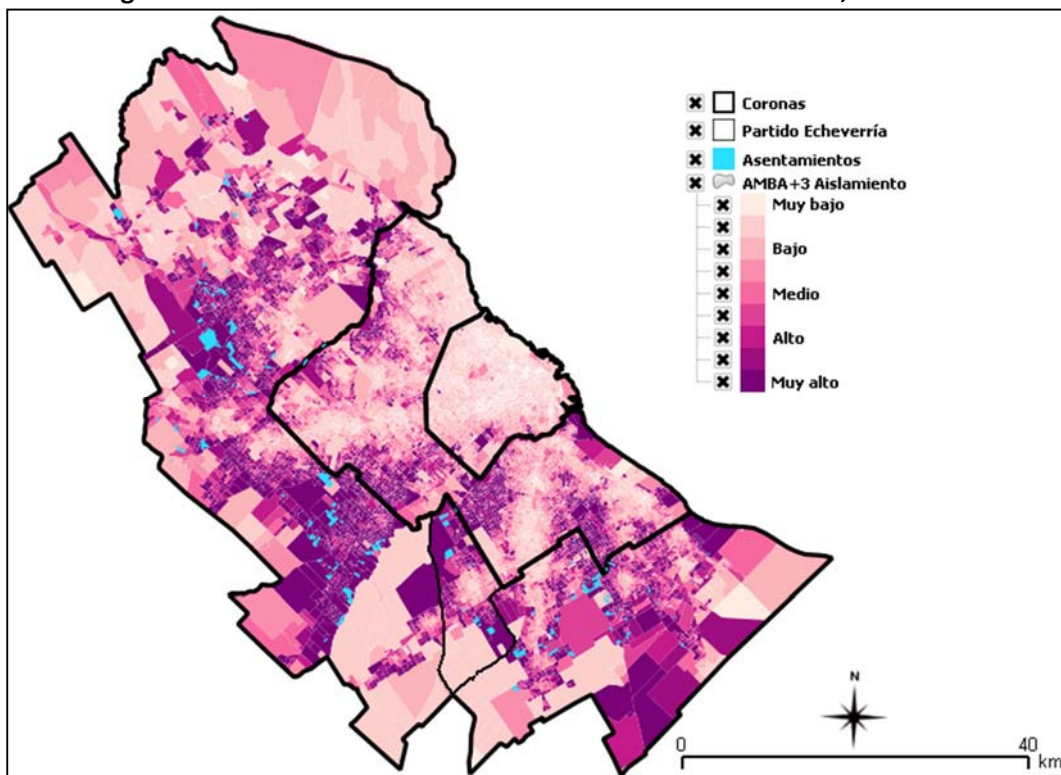 Coronas
Partido Echeverría
Asentamientos
AMBA+3 Aislamiento
Muy bajo
Bajo
Medio
Alto
Muy alto
N
0 40
km